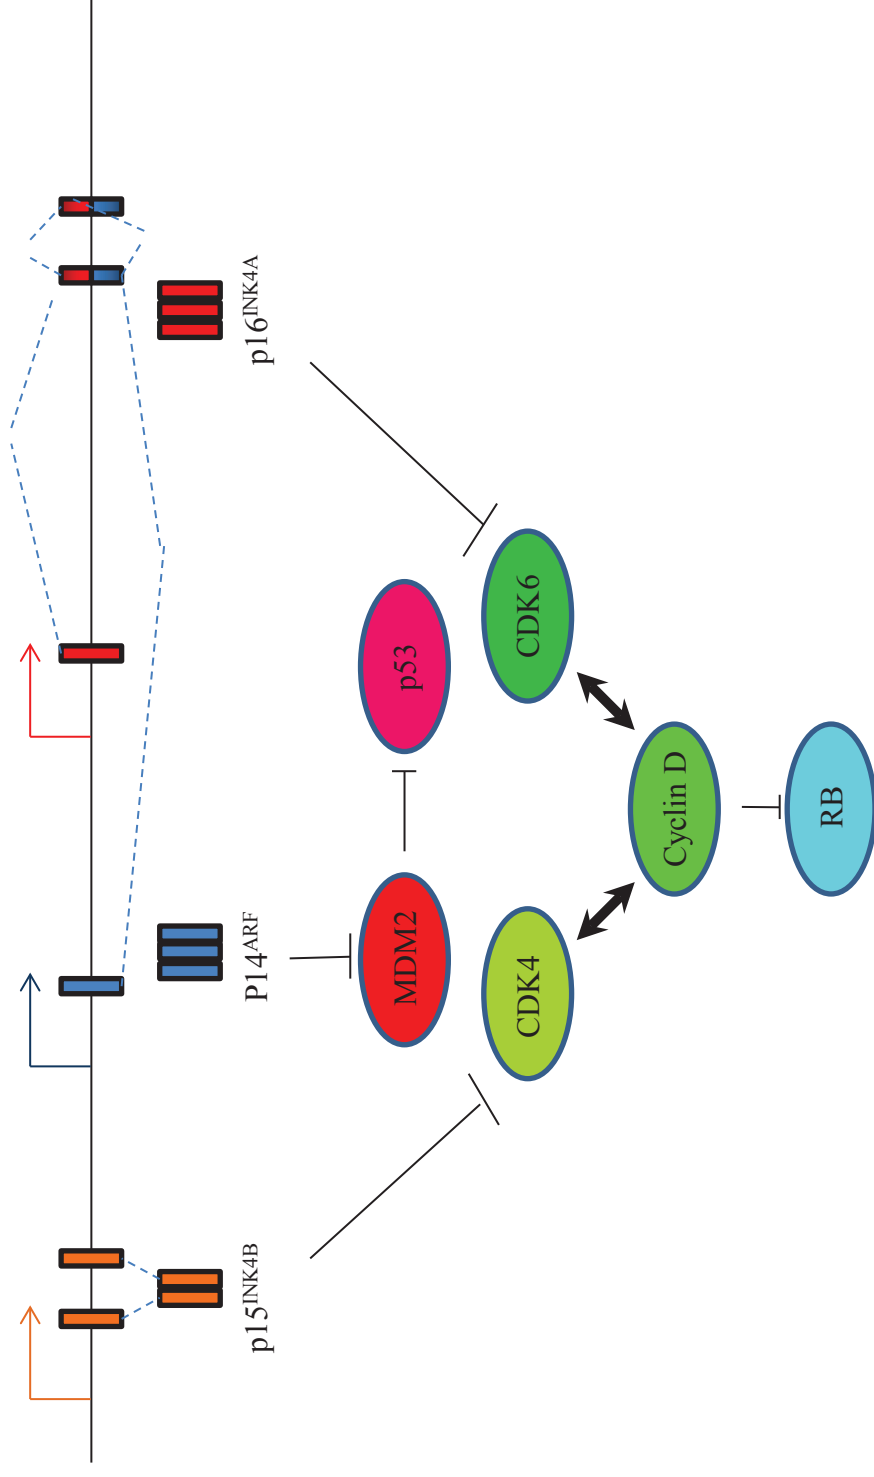 p15INK4B
P14ARF
p16INK4A
MDM2
p53
CDK4
CDK6
Cyclin D
RB